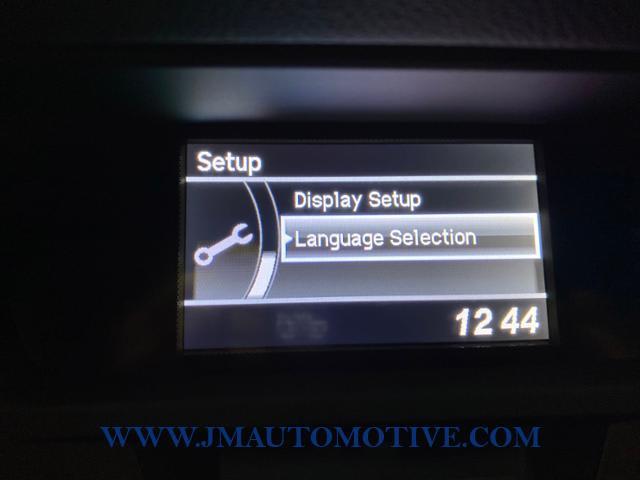 Setup
Display Setup
Language Selection
12 44
WWW.JMAUTOMOTIVE.COM